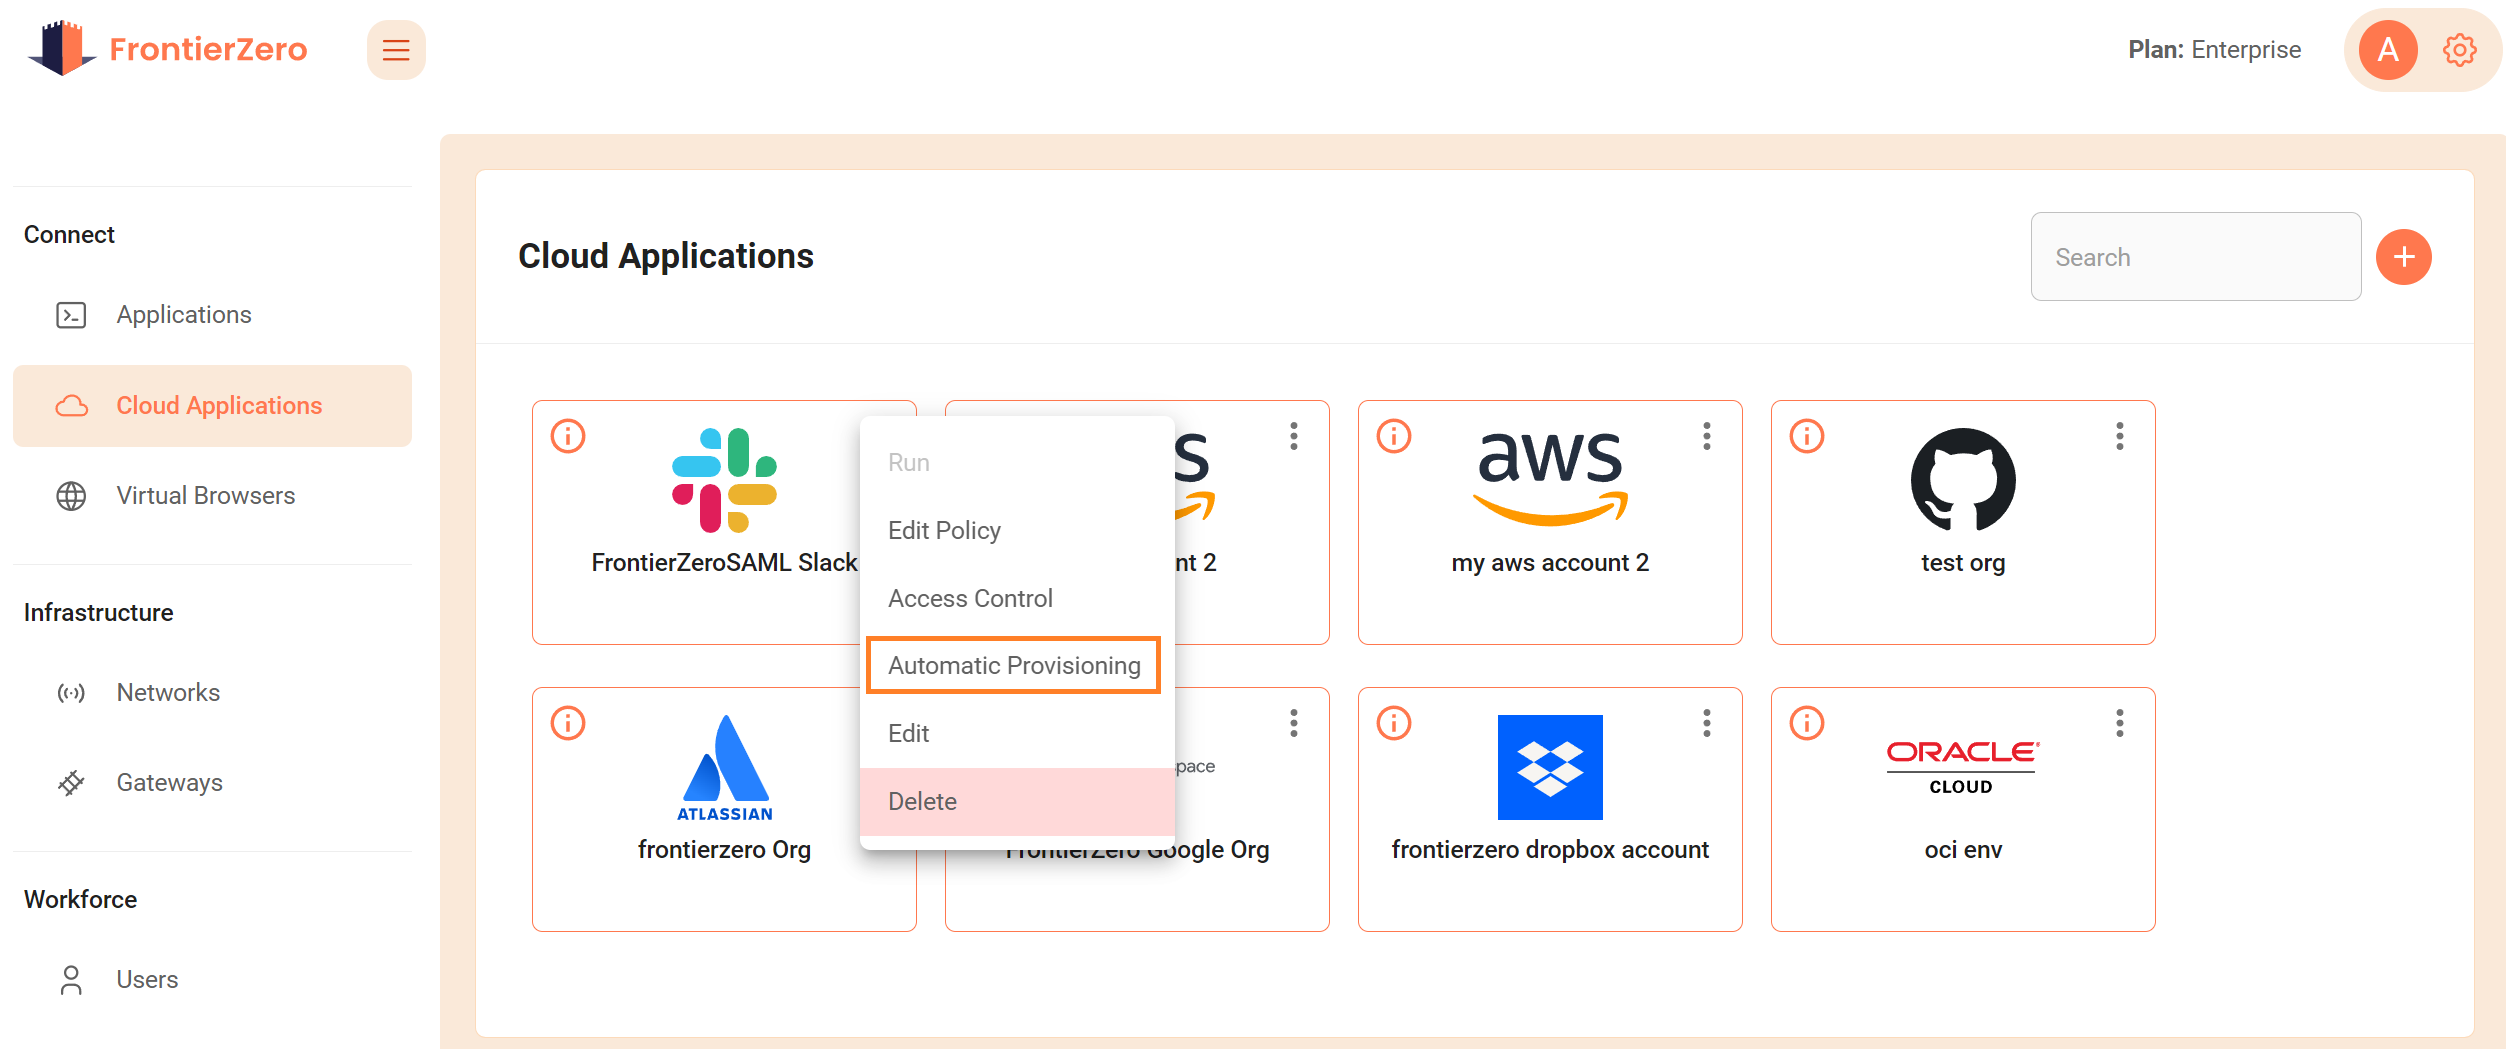 FrontierZero
Plan: Enterprise
A
Connect
Applications
Cloud Applications
Virtual Browsers
Infrastructure
Networks
Gateways
Workforce
Users
Cloud Applications
Search
FrontierZeroSAML Slack
nt 2
aws
my aws account 2
test org
Run
Edit Policy
Access Control
Automatic Provisioning
Edit
Delete
ATLASSIAN
frontierzero Org
pace
FrontierZero Google Org
frontierzero dropbox account
ORACLE
CLOUD
oci env